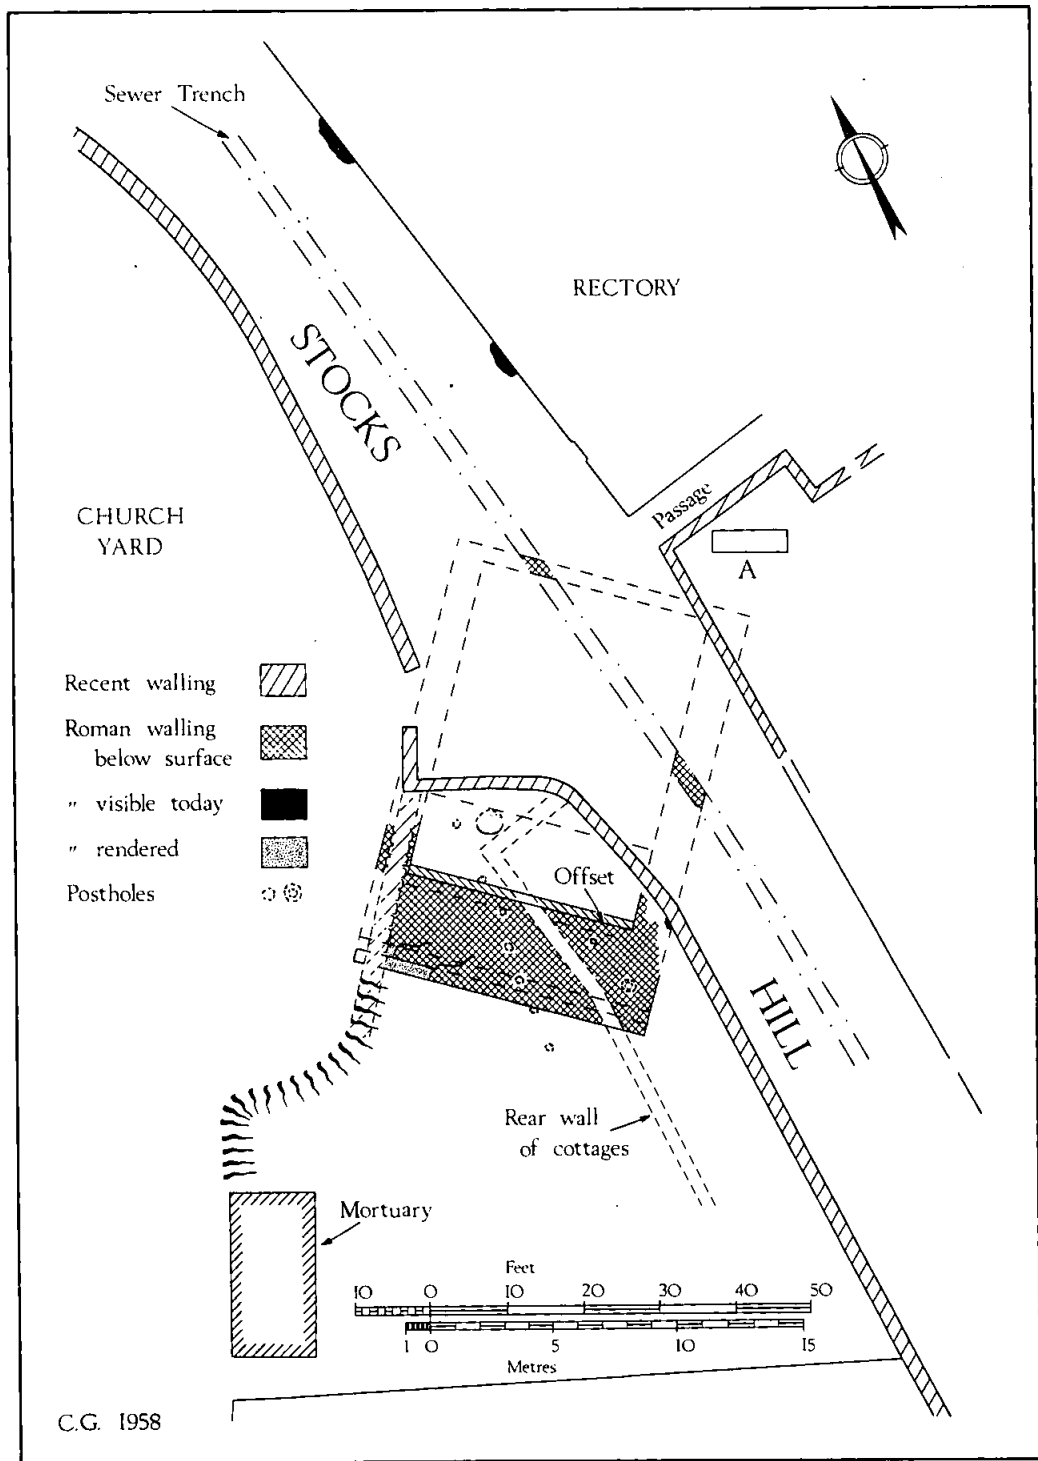 Sewer Trench
RECTORY
STOCKS
Passage
A
CHURCH
YARD
Recent walling
Roman walling
below surface
" visible today
" rendered
Postholes
Offset
HILL
Rear wall
of cottages
Mortuary
Feet
10 0 10 20 30 40 50
1 0 5 10 15
Metres
C.G. 1958